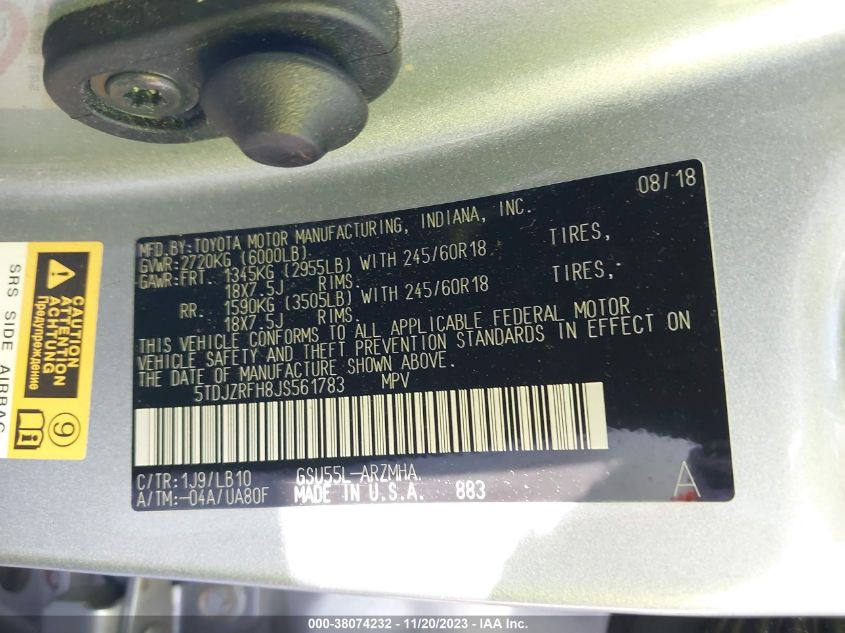 08/18
MFD.BY:TOYOTA MOTOR MANUFACTURING, INDIANA, INC.
GVWR:2720KG (6000LB)
GAWR:FRT. 1345KG (2955LB) WITH 245/60R18 TIRES,
18X7.5J RIMS.
RR. 1590KG (3505LB) WITH 245/60R18 TIRES,
18X7.5J RIMS.
THIS VEHICLE CONFORMS TO ALL APPLICABLE FEDERAL MOTOR
VEHICLE SAFETY AND THEFT PREVENTION STANDARDS IN EFFECT ON
THE DATE OF MANUFACTURE SHOWN ABOVE.
5TDJZRFH8JS561783 MPV
C/TR:1J9/LB10 GSU55L-ARZMHA
A/TM:-04A/UA80F MADE IN U.S.A. 883
A
CAUTION
ATTENTION
ACHTUNG
Предупреждение
SRS SIDE AIRBAG
9
000-38074232 - 11/20/2023 - IAA Inc.